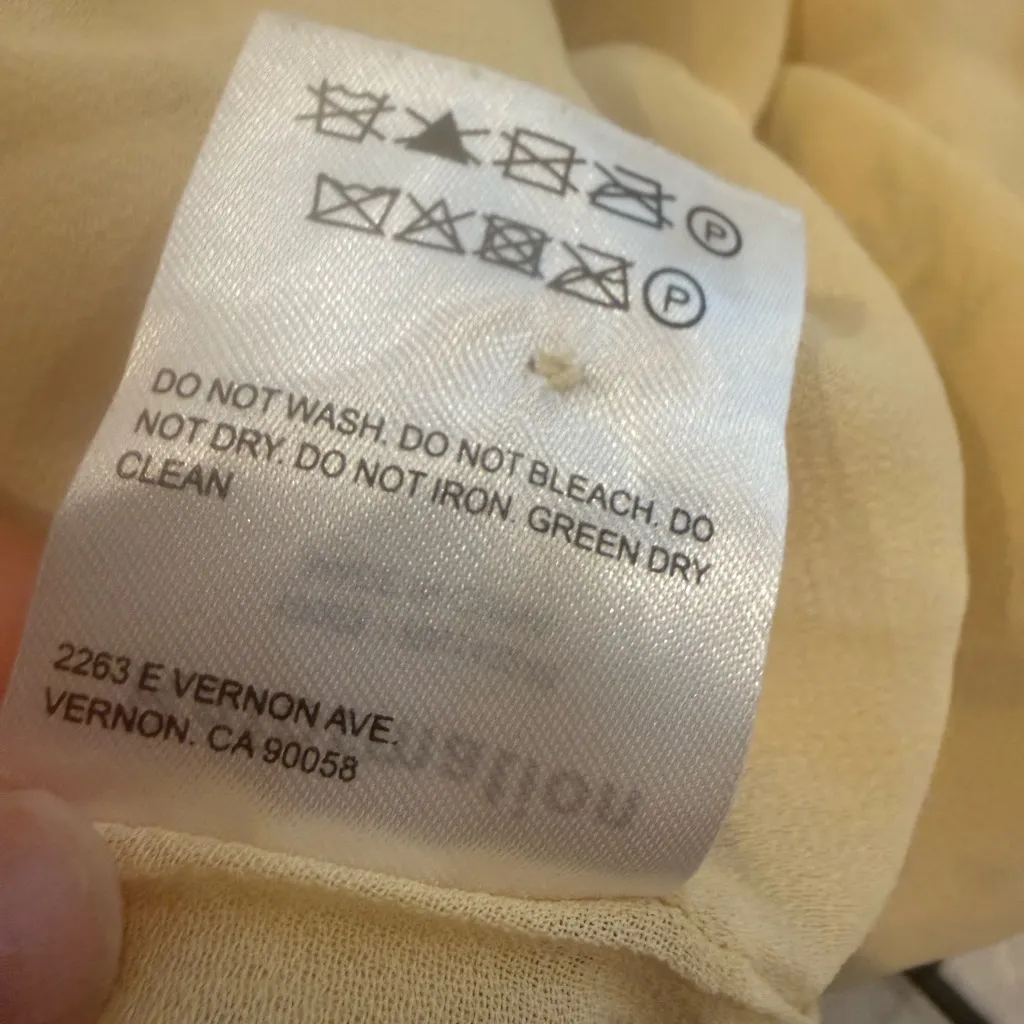 P
P
DO NOT WASH. DO NOT BLEACH. DO
NOT DRY. DO NOT IRON. GREEN DRY
CLEAN
2263 E VERNON AVE.
VERNON. CA 90058